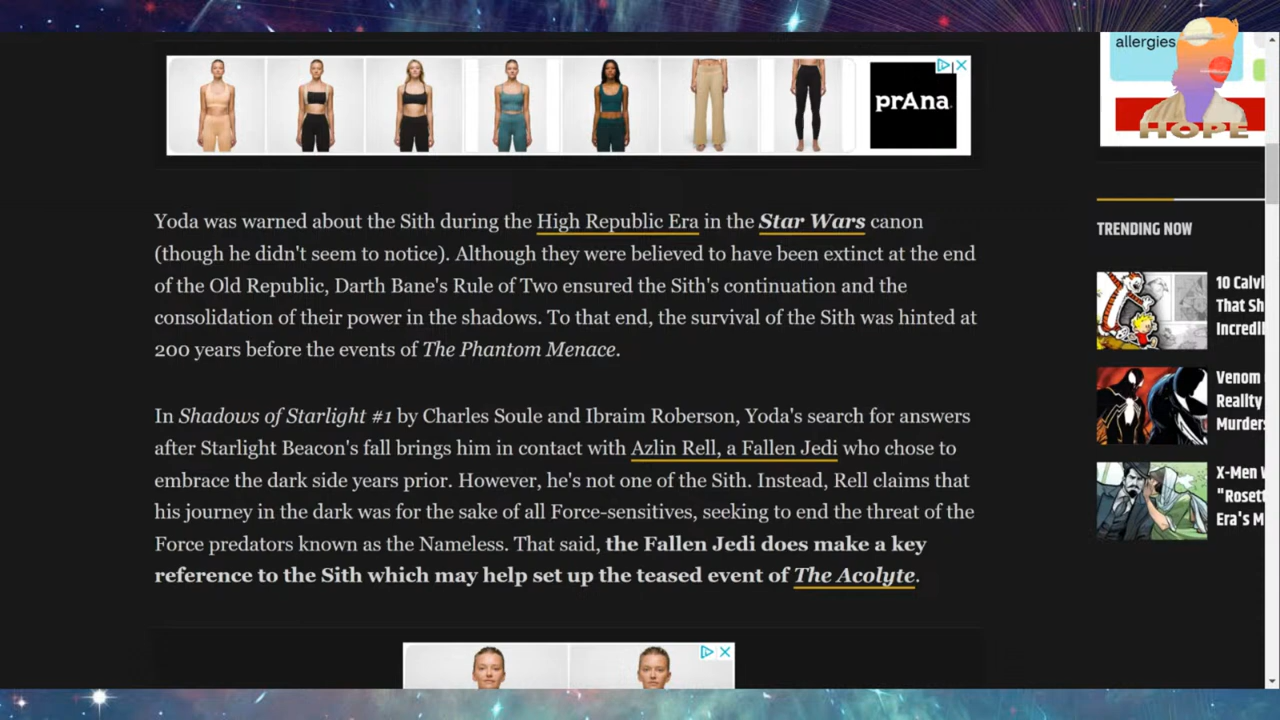 allergies
HOPE
prAna
Yoda was warned about the Sith during the High Republic Era in the Star Wars canon
(though he didn't seem to notice). Although they were believed to have been extinct at the end
of the Old Republic, Darth Bane's Rule of Two ensured the Sith's continuation and the
consolidation of their power in the shadows. To that end, the survival of the Sith was hinted at
200 years before the events of The Phantom Menace.
In Shadows of Starlight #1 by Charles Soule and Ibraim Roberson, Yoda's search for answers
after Starlight Beacon's fall brings him in contact with Azlin Rell, a Fallen Jedi who chose to
embrace the dark side years prior. However, he's not one of the Sith. Instead, Rell claims that
his journey in the dark was for the sake of all Force-sensitives, seeking to end the threat of the
Force predators known as the Nameless. That said, the Fallen Jedi does make a key
reference to the Sith which may help set up the teased event of The Acolyte.
TRENDING NOW
10 Calvi
That Sh
Incredil
Venom
Reality
Murder
X-Men
"Rosett
Era's M